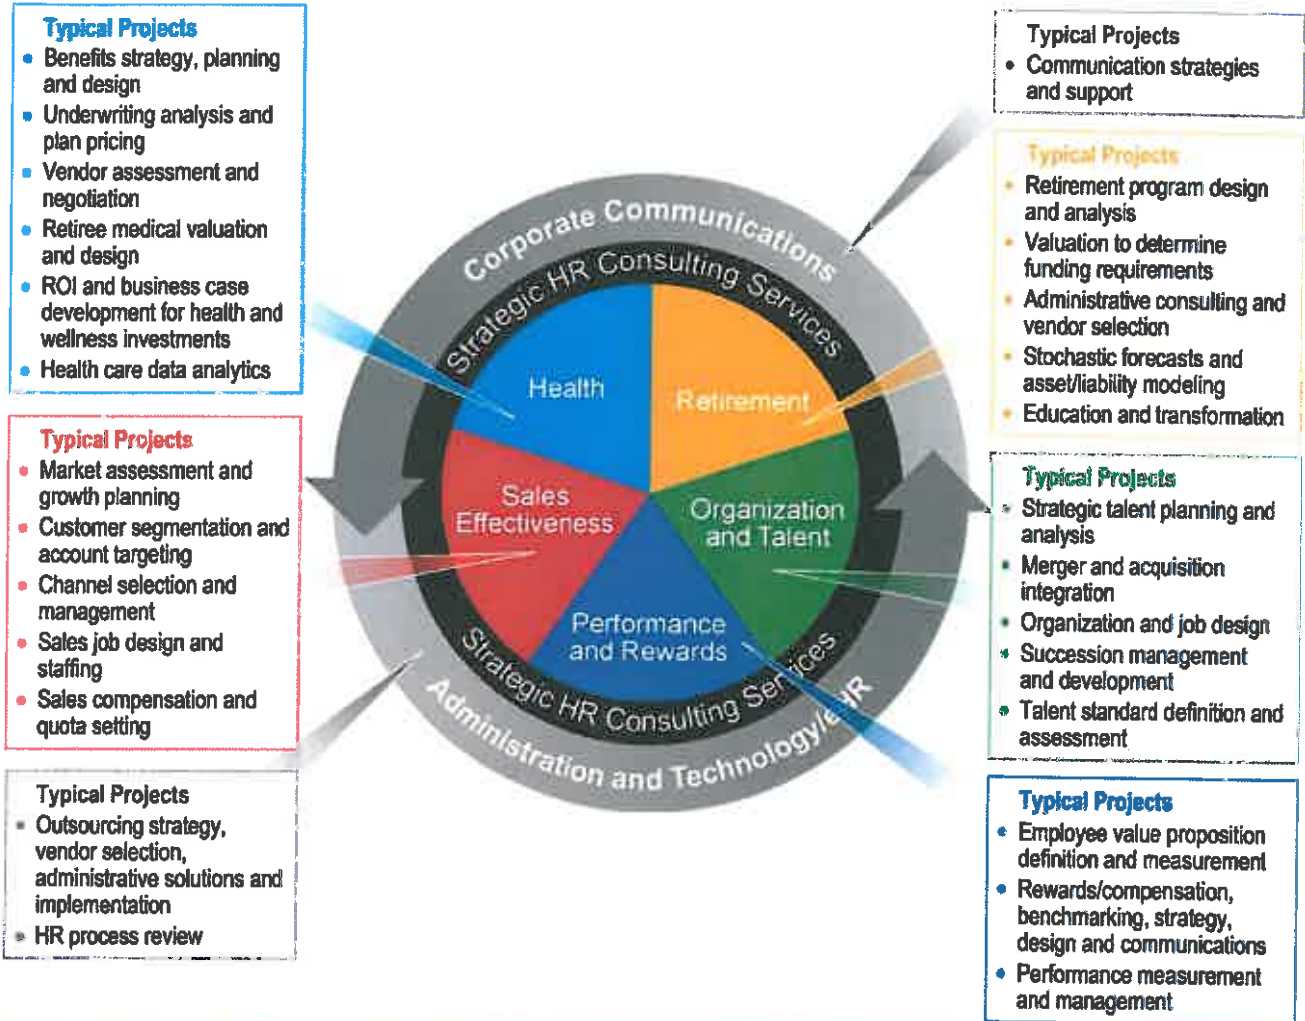 Typical Projects
• Benefits strategy, planning
and design
• Underwriting analysis and
plan pricing
• Vendor assessment and
negotiation
• Retiree medical valuation
and design
• ROI and business case
development for health and
wellness investments
• Health care data analytics
Typical Projects
• Market assessment and
growth planning
• Customer segmentation and
account targeting
• Channel selection and
management
• Sales job design and
staffing
• Sales compensation and
quota setting
Typical Projects
• Outsourcing strategy,
vendor selection,
administrative solutions and
implementation
• HR process review
Corporate Communications
Strategic HR Consulting Services
Health
Retirement
Sales
Effectiveness
Organization
and Talent
Performance
and Rewards
Strategic HR Consulting Services
Administration and Technology/eHR
Typical Projects
• Communication strategies
and support
Typical Projects
• Retirement program design
and analysis
• Valuation to determine
funding requirements
• Administrative consulting and
vendor selection
• Stochastic forecasts and
asset/liability modeling
• Education and transformation
Typical Projects
• Strategic talent planning and
analysis
• Merger and acquisition
integration
• Organization and job design
• Succession management
and development
• Talent standard definition and
assessment
Typical Projects
• Employee value proposition
definition and measurement
• Rewards/compensation,
benchmarking, strategy,
design and communications
• Performance measurement
and management